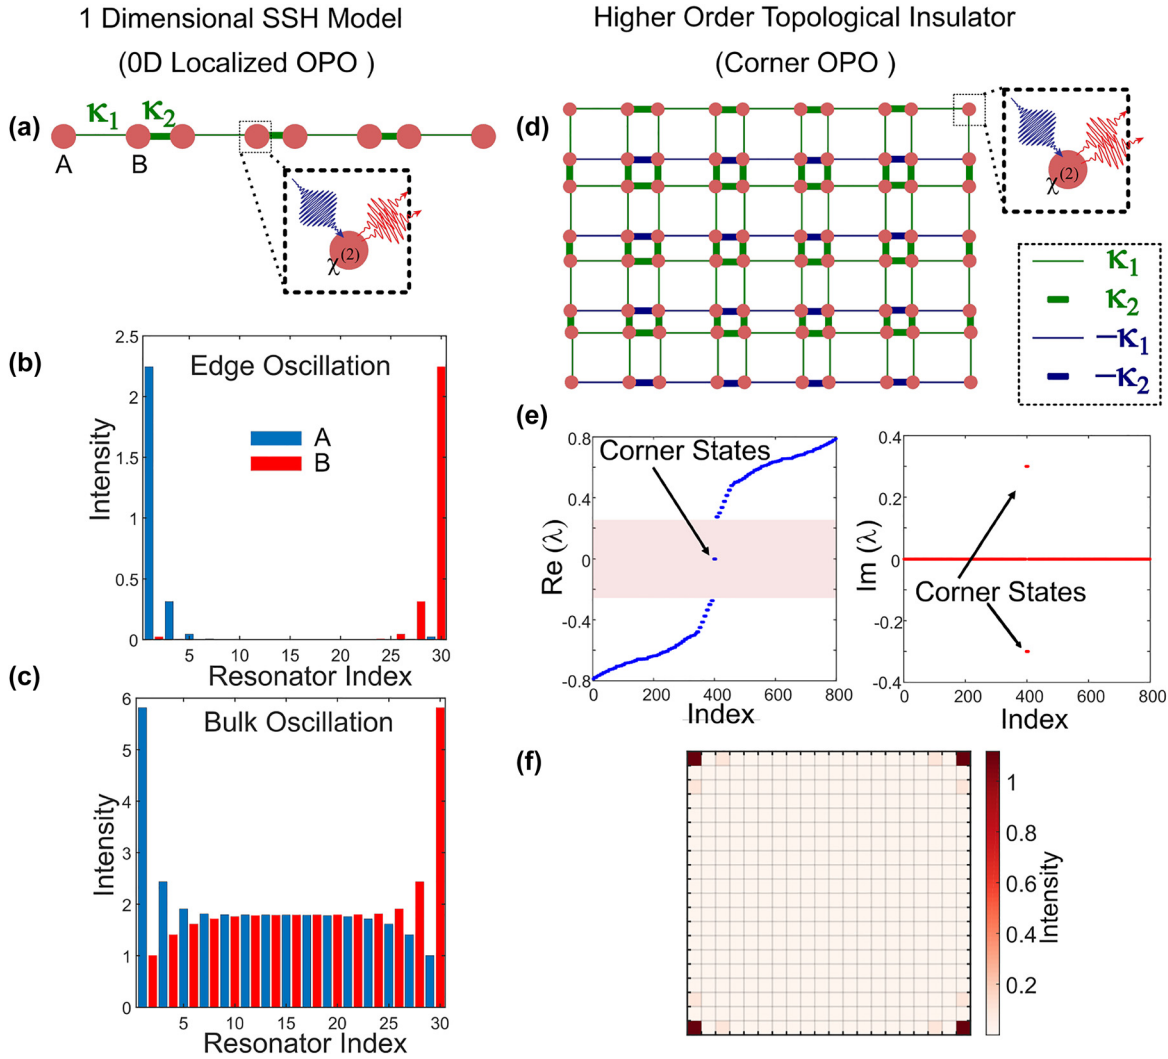 1 Dimensional SSH Model
(0D Localized OPO )
Higher Order Topological Insulator
(Corner OPO )
(a)
κ1 κ2
A B
χ(2)
(d)
χ(2)
κ1
κ2
−κ1
−κ2
(b)
Edge Oscillation
A
B
Intensity
2.5
2
1.5
1
0.5
0
5 10 15 20 25 30
Resonator Index
(c)
Bulk Oscillation
Intensity
6
5
4
3
2
1
0
5 10 15 20 25 30
Resonator Index
(e)
Corner States
Re (λ)
0.8
0.4
0
-0.4
-0.8
0 200 400 600 800
Index
Corner States
Im (λ)
0.4
0.2
0
-0.2
-0.4
0 200 400 600 800
Index
(f)
1
0.8
0.6
0.4
0.2
Intensity